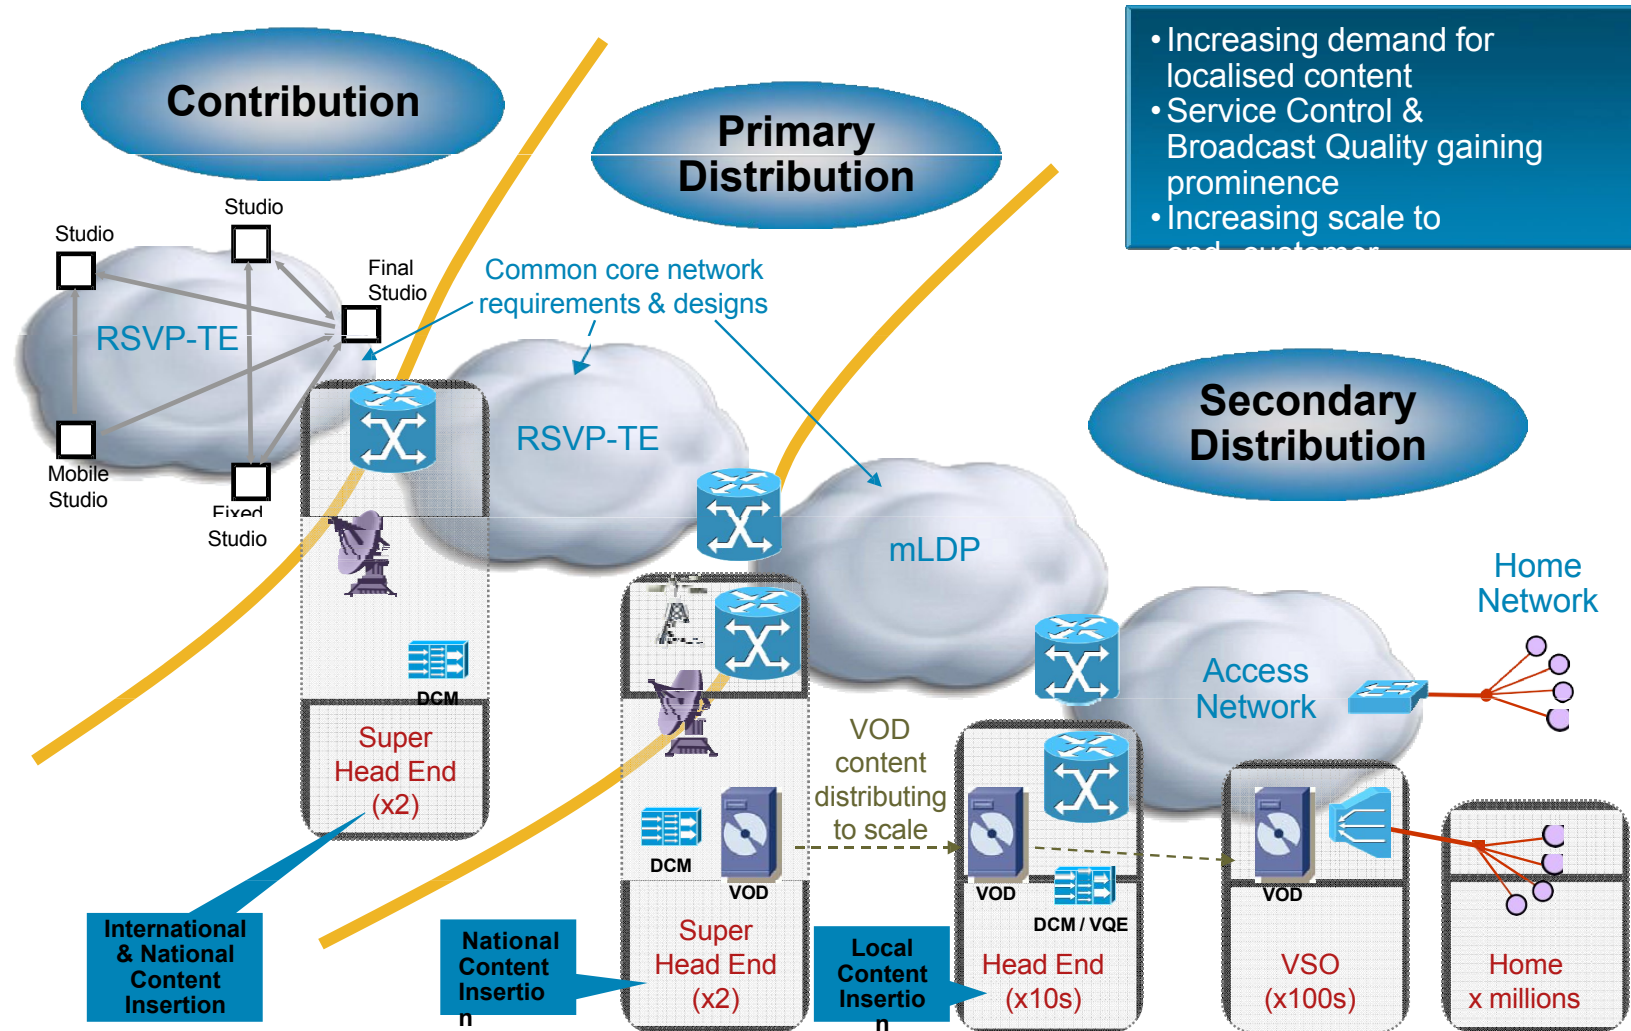 Contribution
Primary
Distribution
• Increasing demand for
localised content
• Service Control &
Broadcast Quality gaining
prominence
• Increasing scale to
end customer
Studio
Studio
Final
Studio
RSVP-TE
Mobile
Studio
Fixed
Studio
Common core network
requirements & designs
RSVP-TE
Secondary
Distribution
mLDP
Home
Network
Access
Network
DCM
Super
Head End
(x2)
VOD
content
distributing
to scale
DCM
VOD
VOD
DCM / VQE
VOD
International
& National
Content
Insertion
National
Content
Insertio
n
Super
Head End
(x2)
Local
Content
Insertio
n
Head End
(x10s)
VSO
(x100s)
Home
x millions